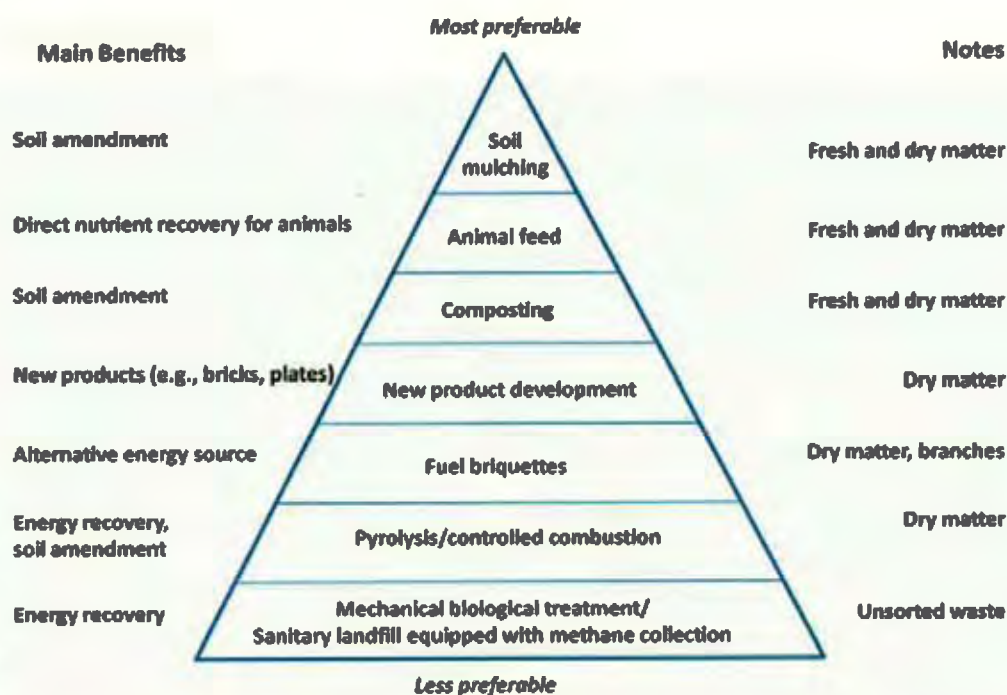 Most preferable
Main Benefits
Notes
Soil amendment
Soil
mulching
Fresh and dry matter
Direct nutrient recovery for animals
Animal feed
Fresh and dry matter
Soil amendment
Composting
Fresh and dry matter
New products (e.g., bricks, plates)
New product development
Dry matter
Alternative energy source
Fuel briquettes
Dry matter, branches
Energy recovery,
soil amendment
Pyrolysis/controlled combustion
Dry matter
Energy recovery
Mechanical biological treatment/
Sanitary landfill equipped with methane collection
Unsorted waste
Less preferable